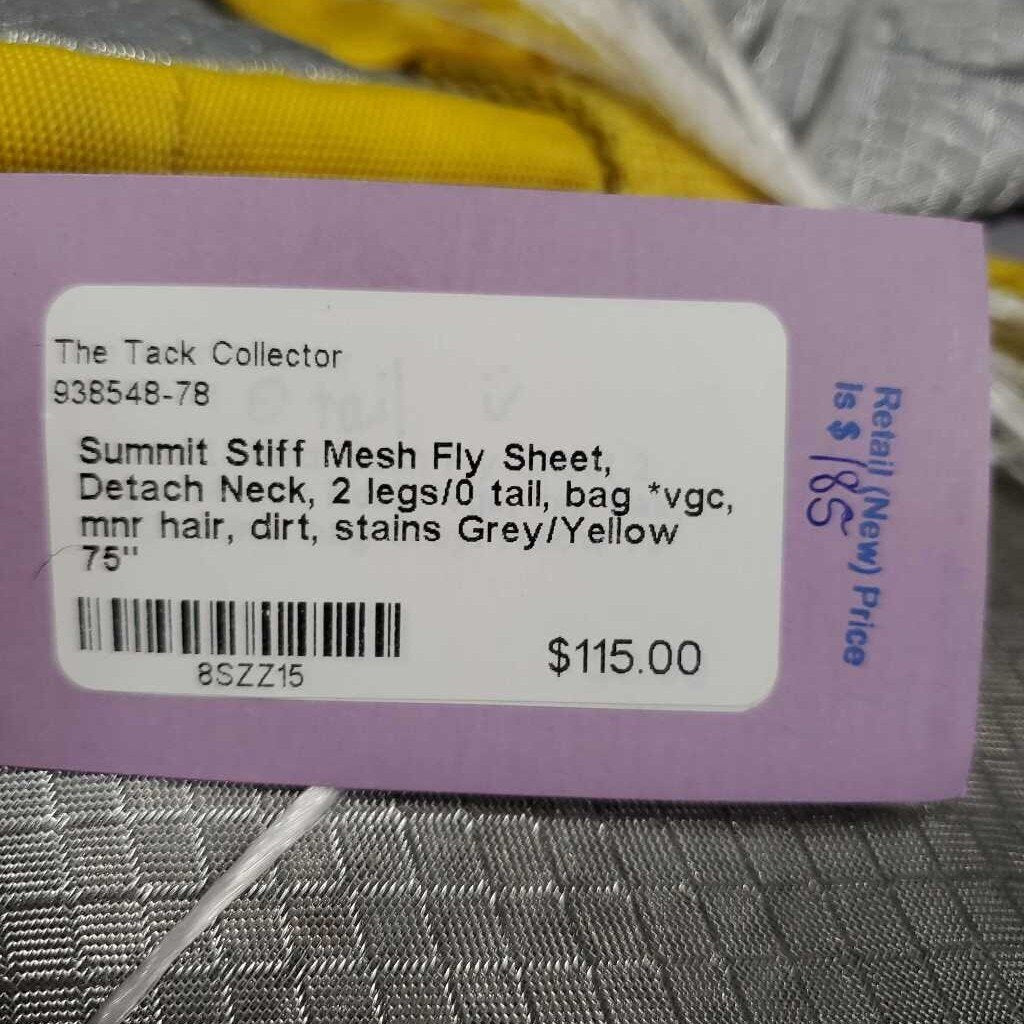 The Tack Collector
938548-78
Summit Stiff Mesh Fly Sheet,
Detach Neck, 2 legs/0 tail, bag *vgc,
mnr hair, dirt, stains Grey/Yellow
75"
8SZZ15
$115.00
Retail (New) Price
Is $ 185